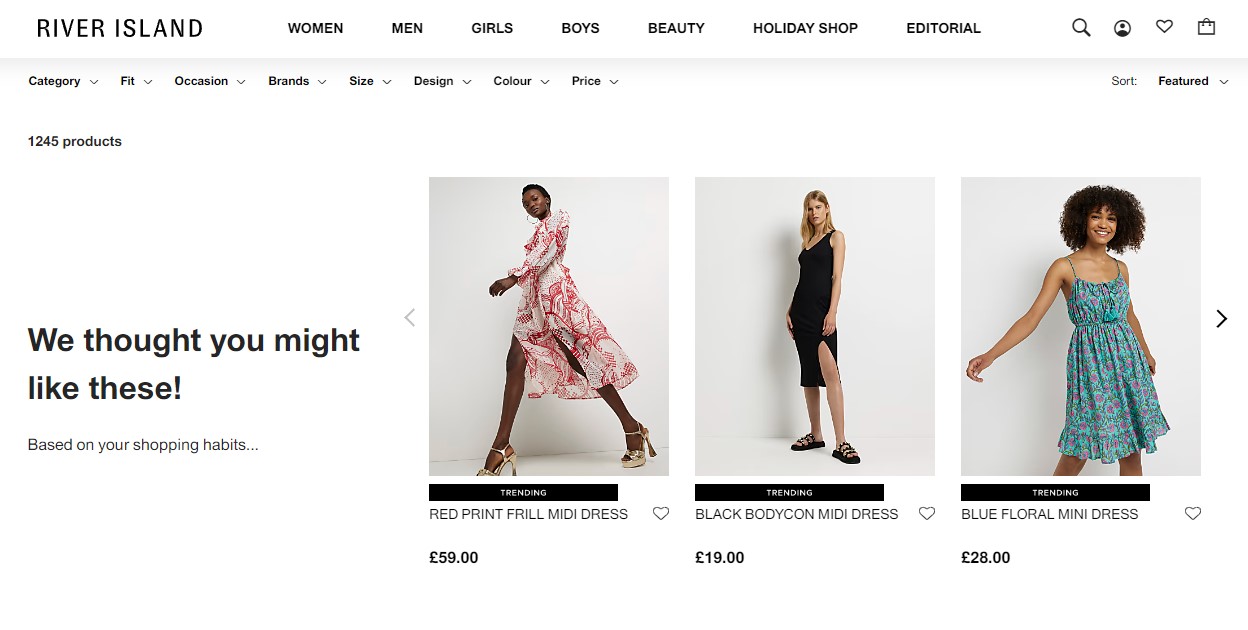 RIVER ISLAND
WOMEN MEN GIRLS BOYS BEAUTY HOLIDAY SHOP EDITORIAL
Category Fit Occasion Brands Size Design Colour Price Sort: Featured
1245 products
We thought you might
like these!
Based on your shopping habits...
TRENDING TRENDING TRENDING
RED PRINT FRILL MIDI DRESS BLACK BODYCON MIDI DRESS BLUE FLORAL MINI DRESS
£59.00 £19.00 £28.00